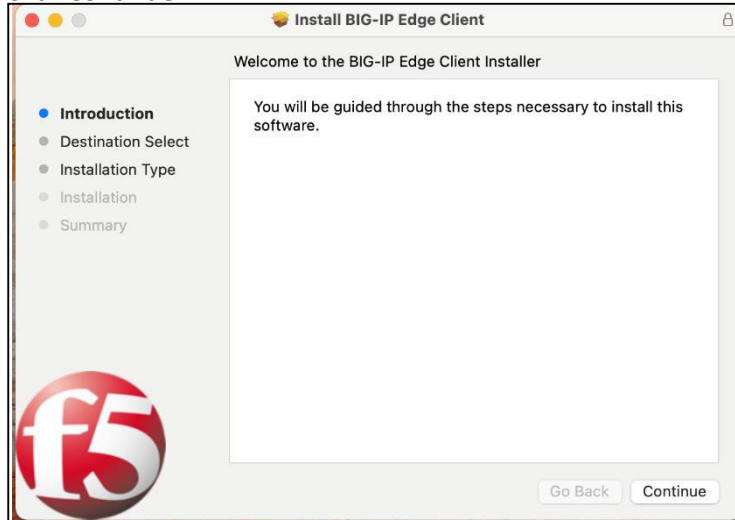 Install BIG-IP Edge Client
Welcome to the BIG-IP Edge Client Installer
Introduction
Destination Select
Installation Type
Installation
Summary
You will be guided through the steps necessary to install this
software.
f5
Go Back
Continue